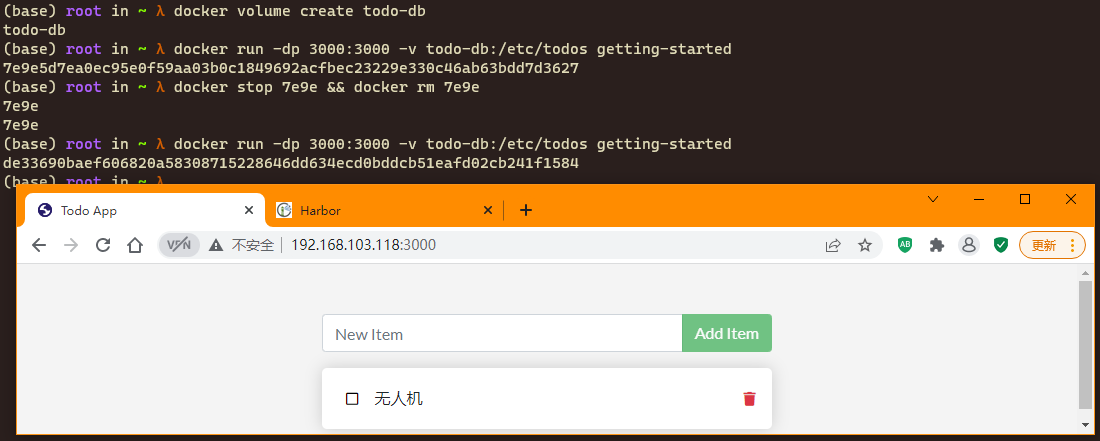 (base) root in ~ λ docker volume create todo-db
todo-db
(base) root in ~ λ docker run -dp 3000:3000 -v todo-db:/etc/todos getting-started
7e9e5d7ea0ec95e0f59aa03b0c1849692acfbec23229e330c46ab63bdd7d3627
(base) root in ~ λ docker stop 7e9e && docker rm 7e9e
7e9e
7e9e
(base) root in ~ λ docker run -dp 3000:3000 -v todo-db:/etc/todos getting-started
de33690baef606820a58308715228646dd634ecd0bddcb51eafd02cb241f1584
(base) root in ~ λ
Todo App
Harbor
VPN 不安全 192.168.103.118:3000 更新
New Item
Add Item
无人机